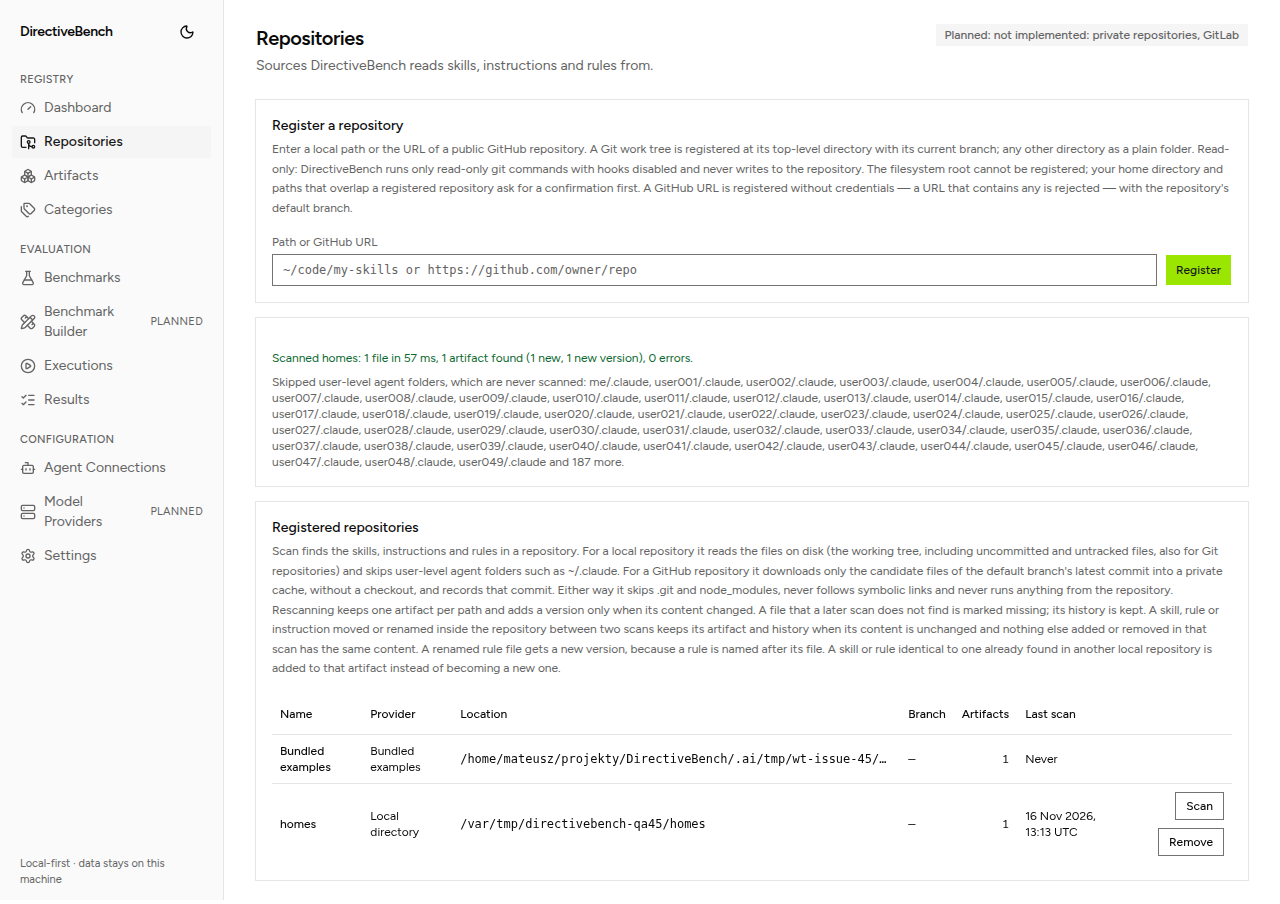 DirectiveBench
REGISTRY
Dashboard
Repositories
Artifacts
Categories
EVALUATION
Benchmarks
Benchmark
Builder
PLANNED
Executions
Results
CONFIGURATION
Agent Connections
Model
Providers
PLANNED
Settings
Local-first · data stays on this
machine
Repositories
Planned: not implemented: private repositories, GitLab
Sources DirectiveBench reads skills, instructions and rules from.
Register a repository
Enter a local path or the URL of a public GitHub repository. A Git work tree is registered at its top-level directory with its current branch; any other directory as a plain folder. Read-
only: DirectiveBench runs only read-only git commands with hooks disabled and never writes to the repository. The filesystem root cannot be registered; your home directory and
paths that overlap a registered repository ask for a confirmation first. A GitHub URL is registered without credentials — a URL that contains any is rejected — with the repository's
default branch.
Path or GitHub URL
~/code/my-skills or https://github.com/owner/repo
Register
Scanned homes: 1 file in 57 ms, 1 artifact found (1 new, 1 new version), 0 errors.
Skipped user-level agent folders, which are never scanned: me/.claude, user001/.claude, user002/.claude, user003/.claude, user004/.claude, user005/.claude, user006/.claude,
user007/.claude, user008/.claude, user009/.claude, user010/.claude, user011/.claude, user012/.claude, user013/.claude, user014/.claude, user015/.claude, user016/.claude,
user017/.claude, user018/.claude, user019/.claude, user020/.claude, user021/.claude, user022/.claude, user023/.claude, user024/.claude, user025/.claude, user026/.claude,
user027/.claude, user028/.claude, user029/.claude, user030/.claude, user031/.claude, user032/.claude, user033/.claude, user034/.claude, user035/.claude, user036/.claude,
user037/.claude, user038/.claude, user039/.claude, user040/.claude, user041/.claude, user042/.claude, user043/.claude, user044/.claude, user045/.claude, user046/.claude,
user047/.claude, user048/.claude, user049/.claude and 187 more.
Registered repositories
Scan finds the skills, instructions and rules in a repository. For a local repository it reads the files on disk (the working tree, including uncommitted and untracked files, also for Git
repositories) and skips user-level agent folders such as ~/.claude. For a GitHub repository it downloads only the candidate files of the default branch's latest commit into a private
cache, without a checkout, and records that commit. Either way it skips .git and node_modules, never follows symbolic links and never runs anything from the repository.
Rescanning keeps one artifact per path and adds a version only when its content changed. A file that a later scan does not find is marked missing; its history is kept. A skill, rule or
instruction moved or renamed inside the repository between two scans keeps its artifact and history when its content is unchanged and nothing else added or removed in that
scan has the same content. A renamed rule file gets a new version, because a rule is named after its file. A skill or rule identical to one already found in another local repository is
added to that artifact instead of becoming a new one.
Name Provider Location Branch Artifacts Last scan
Bundled
examples
Bundled
examples
/home/mateusz/projekty/DirectiveBench/.ai/tmp/wt-issue-45/…
—
1
Never
homes
Local
directory
/var/tmp/directivebench-qa45/homes
—
1
16 Nov 2026,
13:13 UTC
Scan
Remove